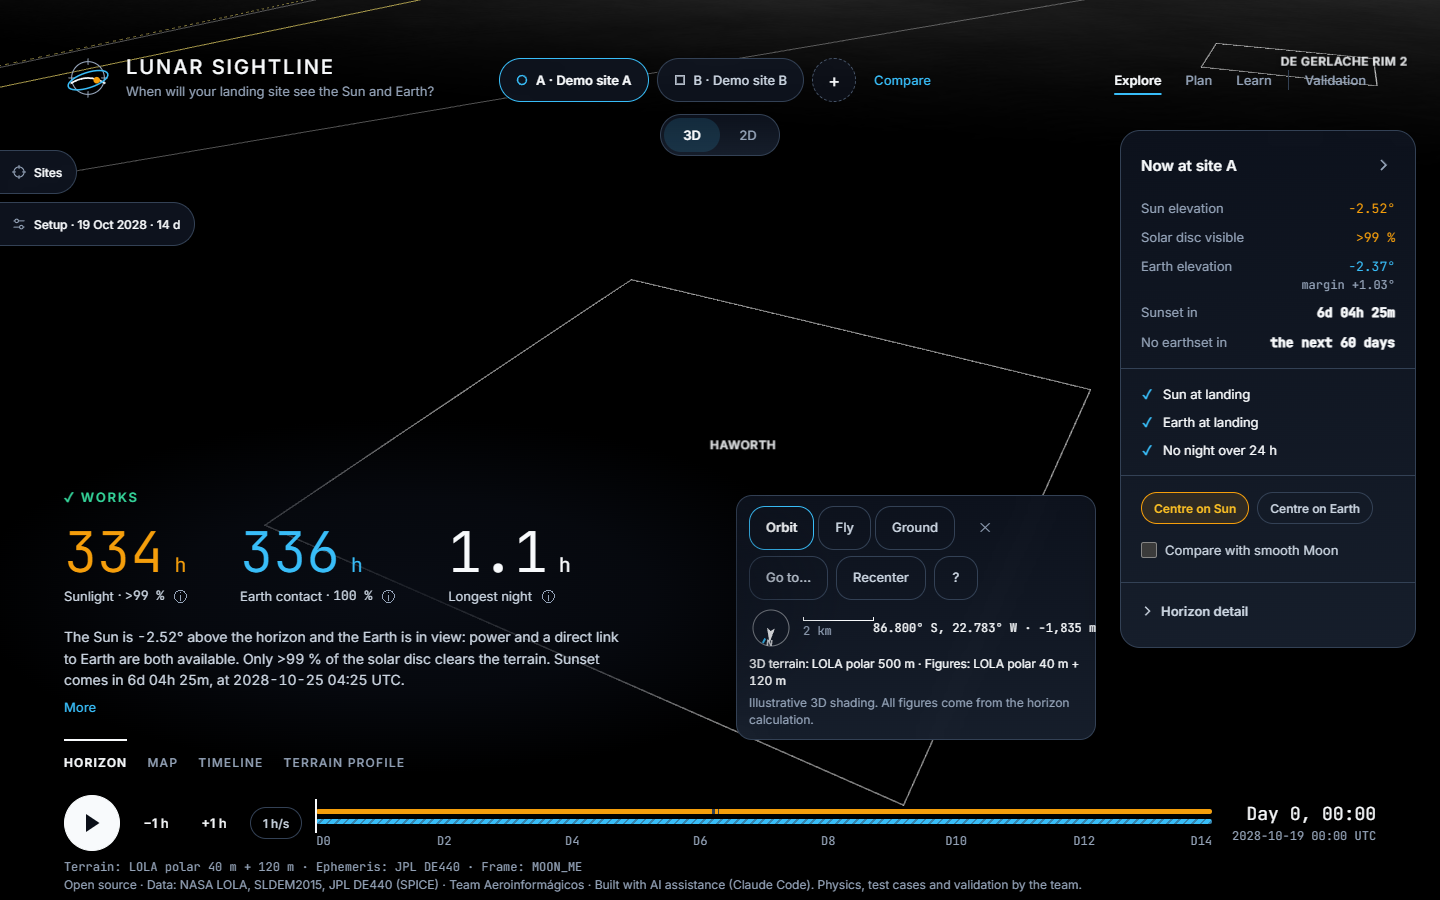 LUNAR SIGHTLINE
When will your landing site see the Sun and Earth?
A · Demo site A
B · Demo site B
+
Compare
Explore
Plan
Learn
Validation
DE GERLACHE RIM 2
3D
2D
Sites
Setup · 19 Oct 2028 · 14 d
Now at site A
Sun elevation -2.52°
Solar disc visible >99 %
Earth elevation -2.37°
margin +1.03°
Sunset in 6d 04h 25m
No earthset in the next 60 days
✓ Sun at landing
✓ Earth at landing
✓ No night over 24 h
Centre on Sun
Centre on Earth
Compare with smooth Moon
Horizon detail
HAWORTH
✓ WORKS
334 h
Sunlight · >99 %
336 h
Earth contact · 100 %
1.1 h
Longest night
The Sun is -2.52° above the horizon and the Earth is in view: power and a direct link
to Earth are both available. Only >99 % of the solar disc clears the terrain. Sunset
comes in 6d 04h 25m, at 2028-10-25 04:25 UTC.
More
Orbit
Fly
Ground
Go to...
Recenter
?
N
2 km
86.800° S, 22.783° W · -1,835 m
3D terrain: LOLA polar 500 m · Figures: LOLA polar 40 m +
120 m
Illustrative 3D shading. All figures come from the horizon
calculation.
HORIZON
MAP
TIMELINE
TERRAIN PROFILE
−1 h
+1 h
1 h/s
D0
D2
D4
D6
D8
D10
D12
D14
Day 0, 00:00
2028-10-19 00:00 UTC
Terrain: LOLA polar 40 m + 120 m · Ephemeris: JPL DE440 · Frame: MOON_ME
Open source · Data: NASA LOLA, SLDEM2015, JPL DE440 (SPICE) · Team Aeroinformágicos · Built with AI assistance (Claude Code). Physics, test cases and validation by the team.